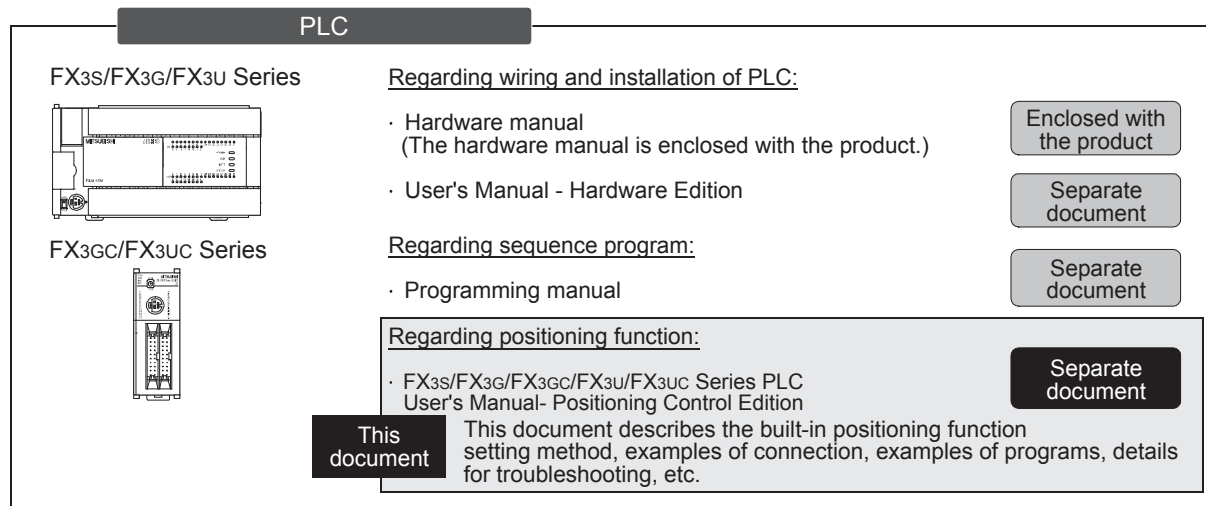 PLC
FX3S/FX3G/FX3U Series
MITSUBISHI
FX3GC/FX3UC Series
Regarding wiring and installation of PLC:
· Hardware manual
(The hardware manual is enclosed with the product.)
Enclosed with
the product
· User's Manual - Hardware Edition
Separate
document
Regarding sequence program:
· Programming manual
Separate
document
Regarding positioning function:
· FX3S/FX3G/FX3GC/FX3U/FX3UC Series PLC
User's Manual- Positioning Control Edition
Separate
document
This
document
This document describes the built-in positioning function
setting method, examples of connection, examples of programs, details
for troubleshooting, etc.